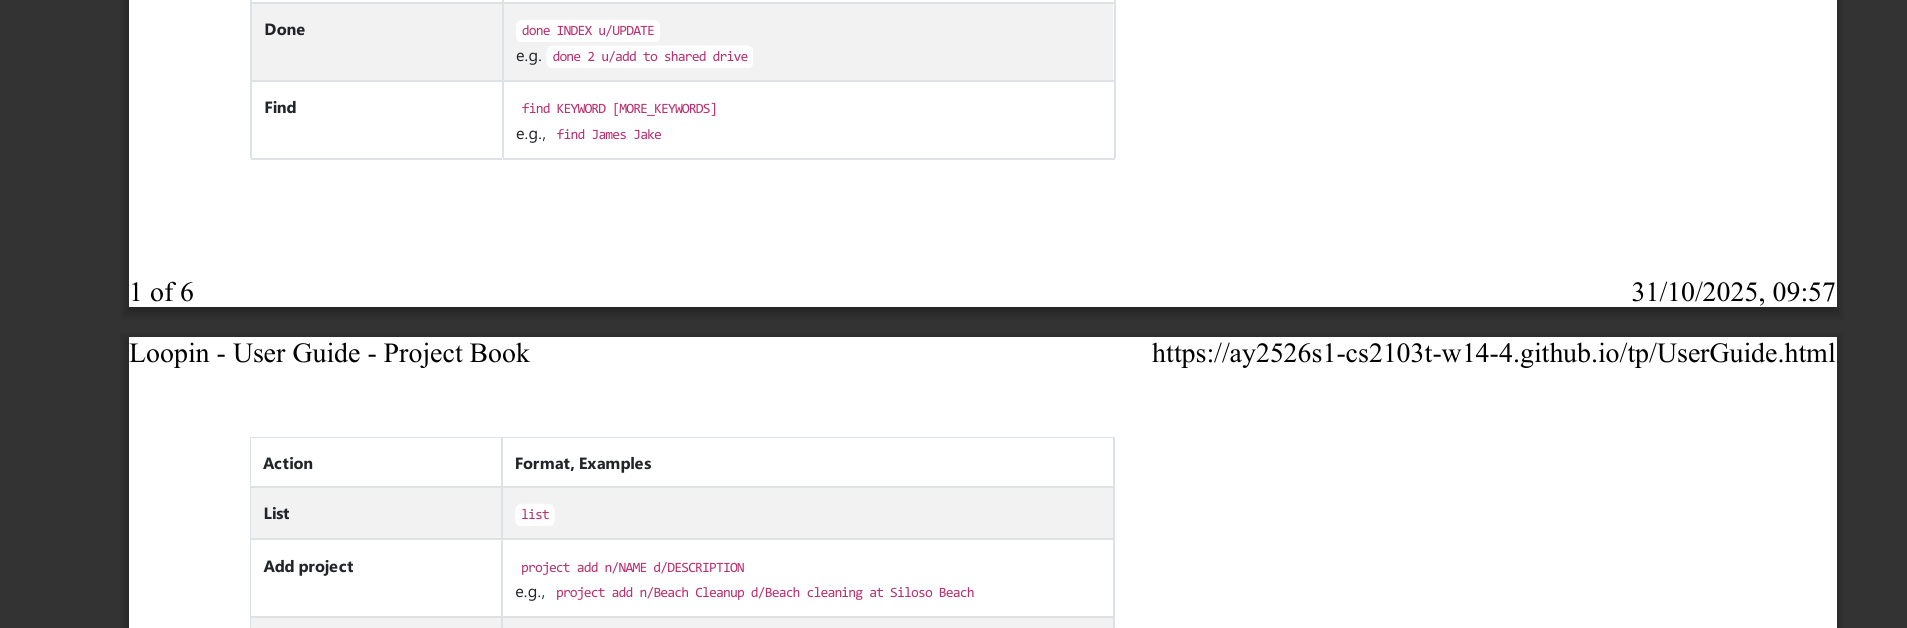 Done
done INDEX u/UPDATE
e.g. done 2 u/add to shared drive
Find
find KEYWORD [MORE_KEYWORDS]
e.g., find James Jake
1 of 6
31/10/2025, 09:57
Loopin - User Guide - Project Book
https://ay2526s1-cs2103t-w14-4.github.io/tp/UserGuide.html
Action
Format, Examples
List
list
Add project
project add n/NAME d/DESCRIPTION
e.g., project add n/Beach Cleanup d/Beach cleaning at Siloso Beach